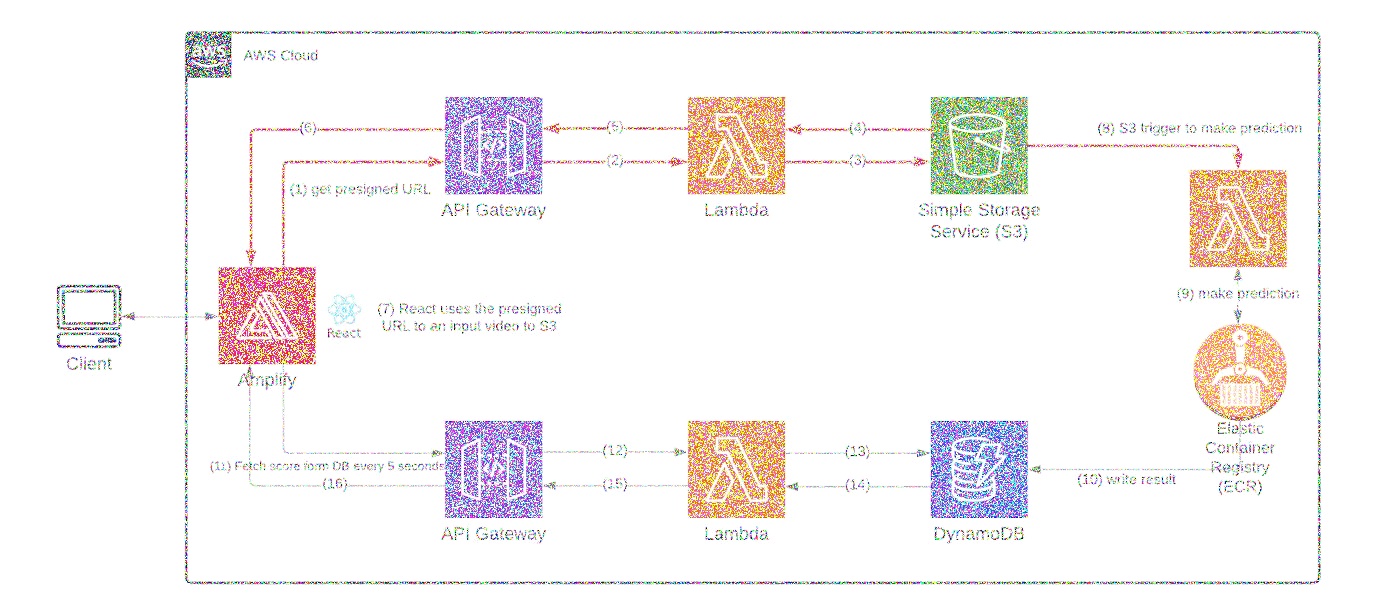 aws
AWS Cloud
(6)
(5)
(4)
(8) S3 trigger to make prediction
(2)
(3)
(1) get presigned URL
API Gateway
Lambda
Simple Storage
Service (S3)
(9) make prediction
(7) React uses the presigned
URL to an input video to S3
React
Client
Amplify
Elastic
Container
Registry
(ECR)
(12)
(13)
(11) Fetch score form DB every 5 seconds
(16)
(15)
(14)
(10) write result
API Gateway
Lambda
DynamoDB